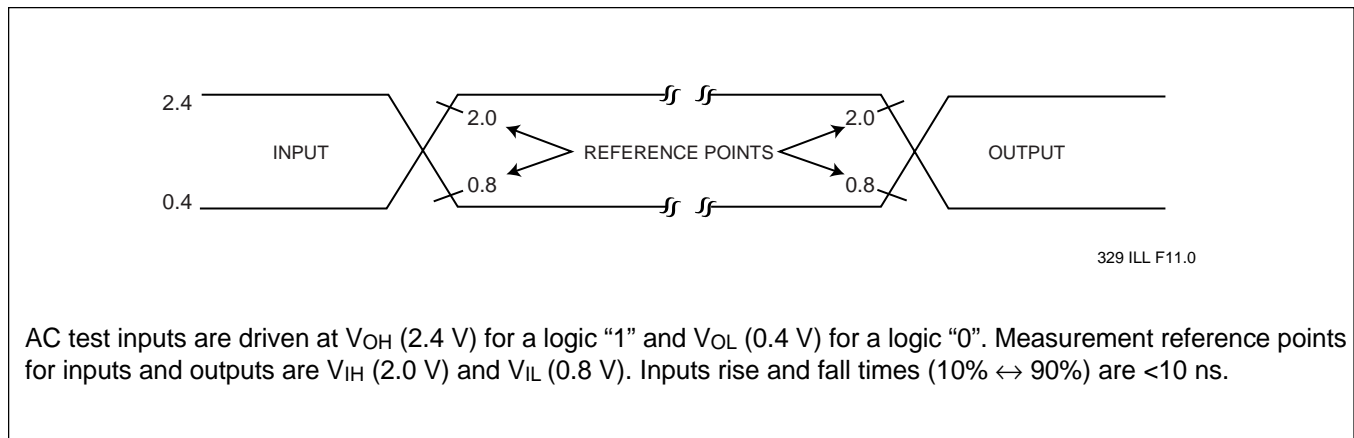 2.4
2.0
2.0
INPUT
REFERENCE POINTS
OUTPUT
0.8
0.8
0.4
329 ILL F11.0
AC test inputs are driven at VOH (2.4 V) for a logic “1” and VOL (0.4 V) for a logic “0”. Measurement reference points
for inputs and outputs are VIH (2.0 V) and VIL (0.8 V). Inputs rise and fall times (10% ↔ 90%) are <10 ns.